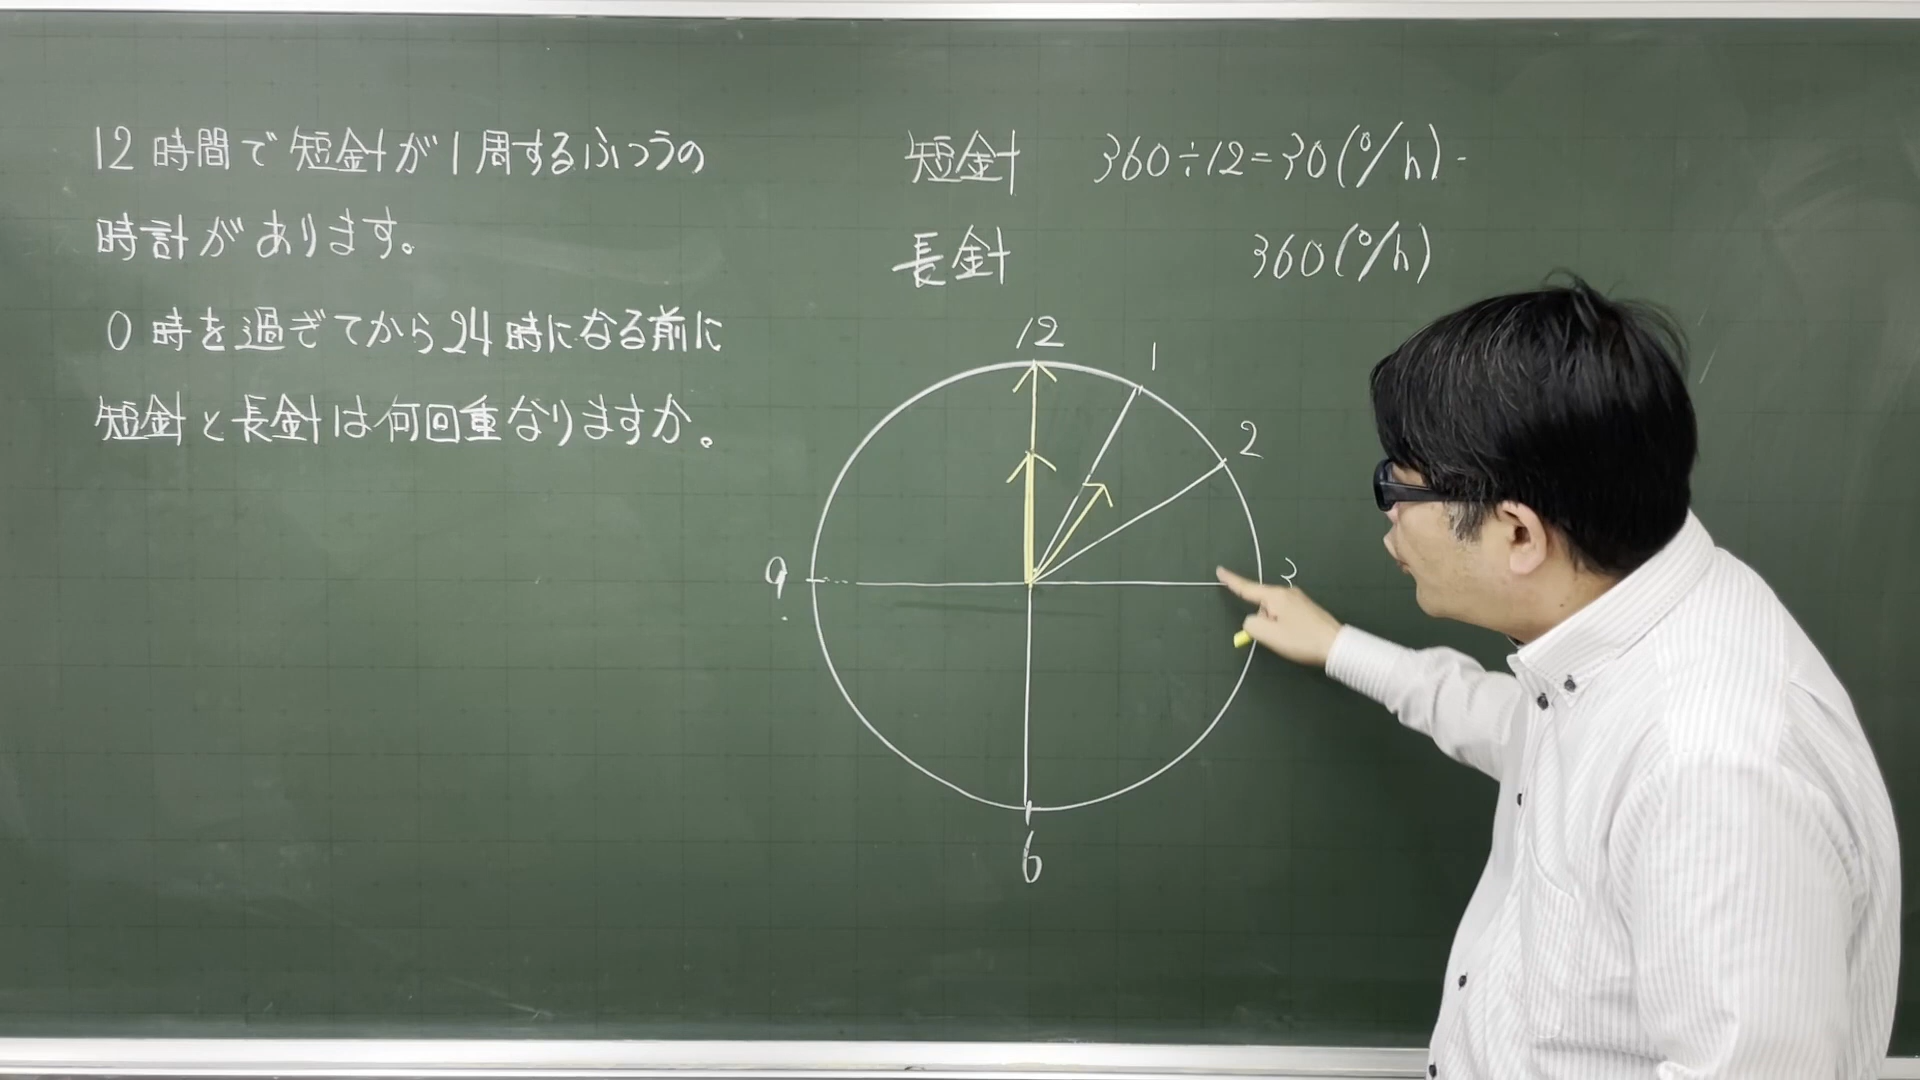 12時間で短針が1周するふつうの
時計があります。
0時を過ぎてから24時になる前に
短針と長針は何回重なりますか。
短針 360÷12=30(°/h)
長針 360(°/h)
12
1
2
9
3
6